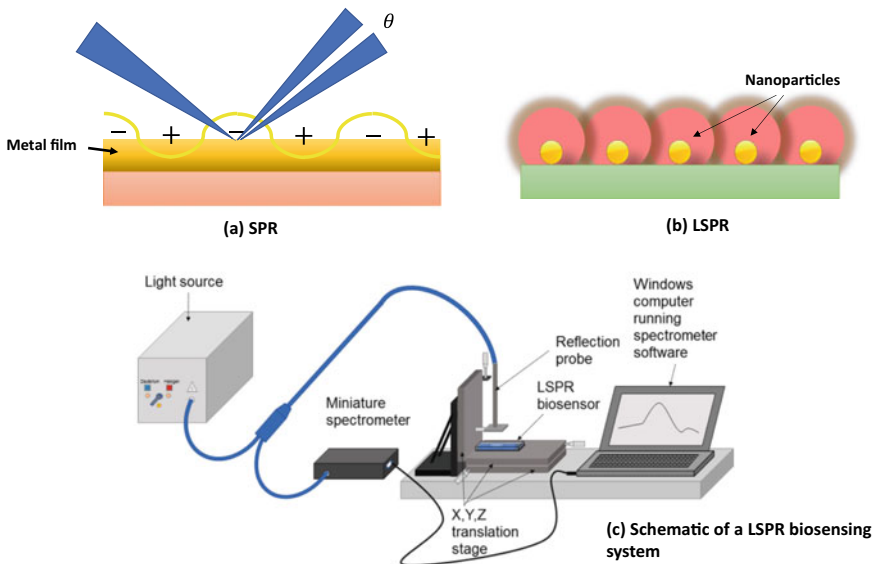 θ
− + − + − +
Metal film
(a) SPR
Nanoparticles
(b) LSPR
Light source
Miniature
spectrometer
Reflection
probe
LSPR
biosensor
Windows
computer
running
spectrometer
software
X,Y,Z
translation
stage
(c) Schematic of a LSPR biosensing
system